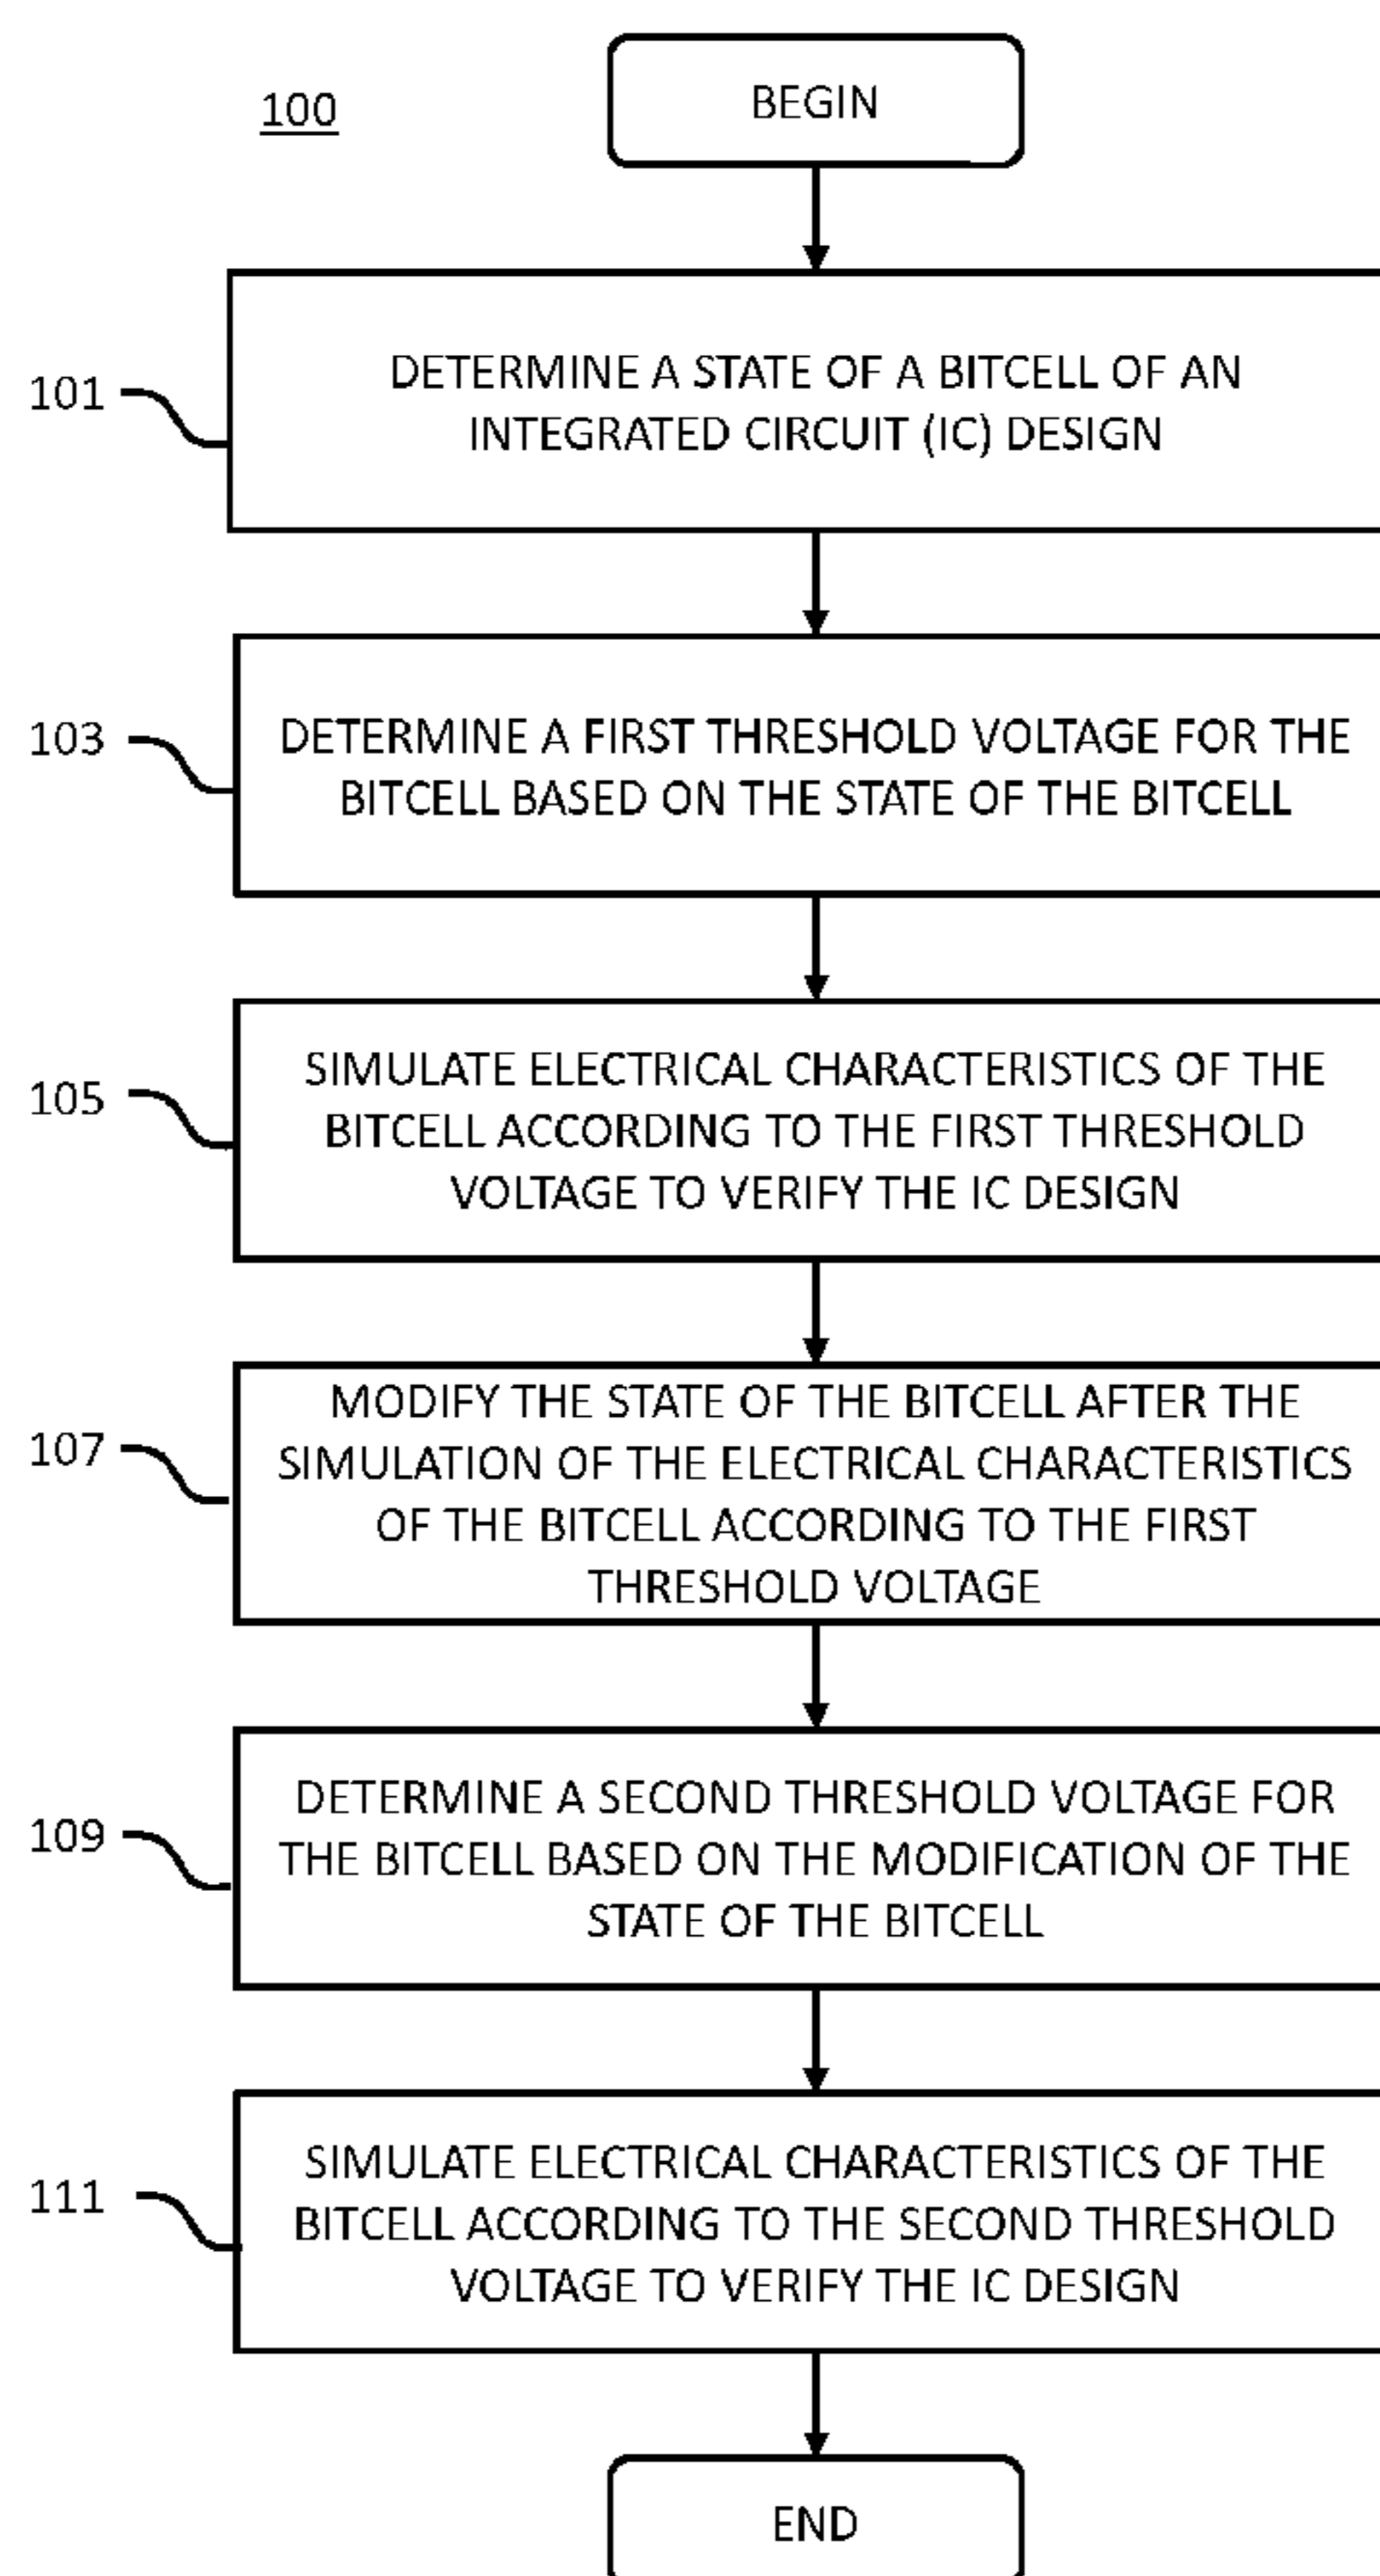 100
BEGIN
101
DETERMINE A STATE OF A BITCELL OF AN
INTEGRATED CIRCUIT (IC) DESIGN
103
DETERMINE A FIRST THRESHOLD VOLTAGE FOR THE
BITCELL BASED ON THE STATE OF THE BITCELL
105
SIMULATE ELECTRICAL CHARACTERISTICS OF THE
BITCELL ACCORDING TO THE FIRST THRESHOLD
VOLTAGE TO VERIFY THE IC DESIGN
107
MODIFY THE STATE OF THE BITCELL AFTER THE
SIMULATION OF THE ELECTRICAL CHARACTERISTICS
OF THE BITCELL ACCORDING TO THE FIRST
THRESHOLD VOLTAGE
109
DETERMINE A SECOND THRESHOLD VOLTAGE FOR
THE BITCELL BASED ON THE MODIFICATION OF THE
STATE OF THE BITCELL
111
SIMULATE ELECTRICAL CHARACTERISTICS OF THE
BITCELL ACCORDING TO THE SECOND THRESHOLD
VOLTAGE TO VERIFY THE IC DESIGN
END